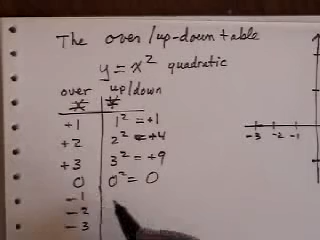 The over/up-down table
y = x² quadratic
over up/down
x y
+1 1² = +1
+2 2² = +4
+3 3² = +9
0 0² = 0
-1
-2
-3
-3 -2 -1